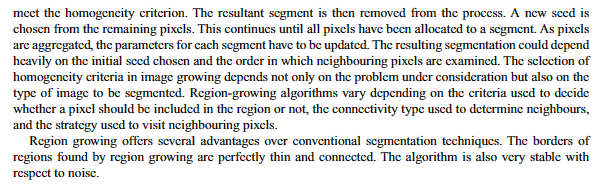 meet the homogeneity criterion. The resultant segment is then removed from the process. A new seed is
chosen from the remaining pixels. This continues until all pixels have been allocated to a segment. As pixels
are aggregated, the parameters for each segment have to be updated. The resulting segmentation could depend
heavily on the initial seed chosen and the order in which neighbouring pixels are examined. The selection of
homogeneity criteria in image growing depends not only on the problem under consideration but also on the
type of image to be segmented. Region-growing algorithms vary depending on the criteria used to decide
whether a pixel should be included in the region or not, the connectivity type used to determine neighbours,
and the strategy used to visit neighbouring pixels.
Region growing offers several advantages over conventional segmentation techniques. The borders of
regions found by region growing are perfectly thin and connected. The algorithm is also very stable with
respect to noise.